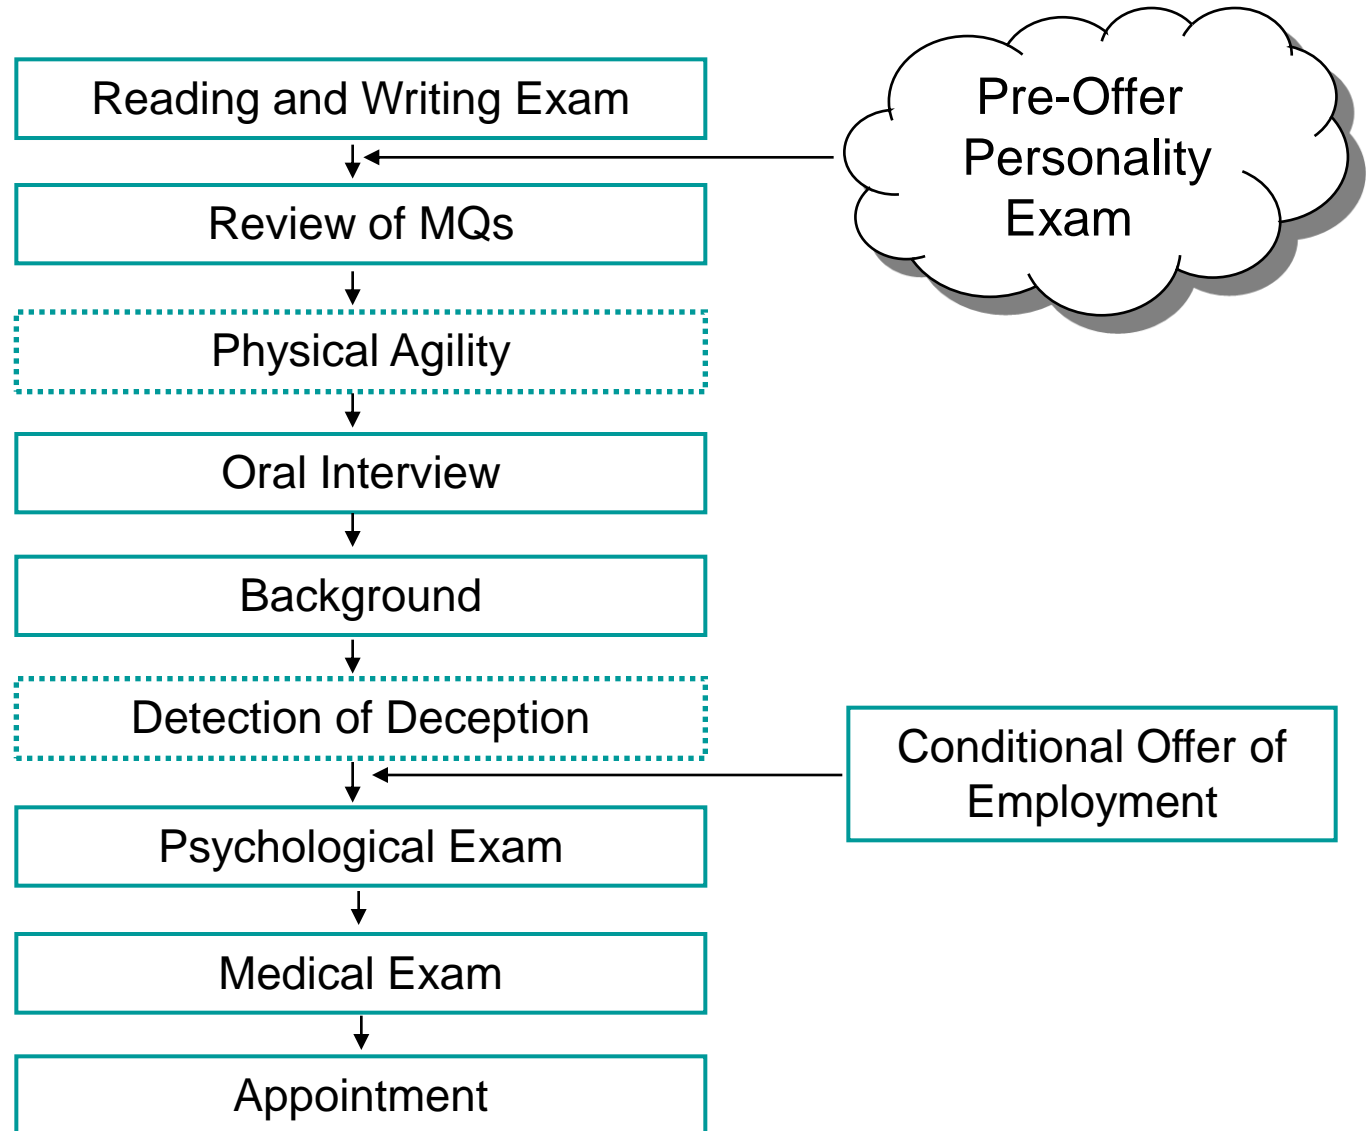 Reading and Writing Exam
Pre-Offer
Personality
Exam
Review of MQs
Physical Agility
Oral Interview
Background
Detection of Deception
Conditional Offer of
Employment
Psychological Exam
Medical Exam
Appointment